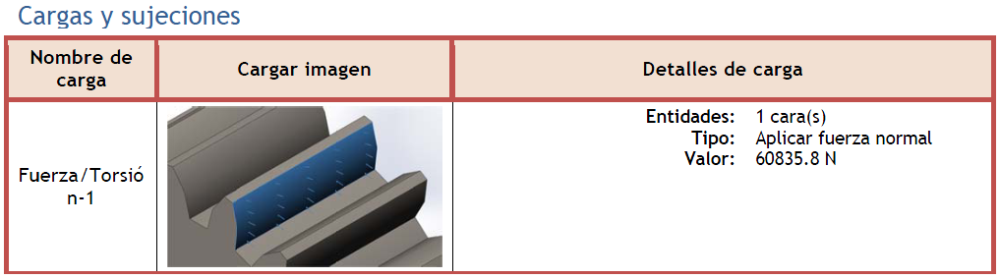 Cargas y sujeciones
Nombre de
carga
Cargar imagen
Detalles de carga
Fuerza/Torsió
n-1
Entidades: 1 cara(s)
Tipo: Aplicar fuerza normal
Valor: 60835.8 N